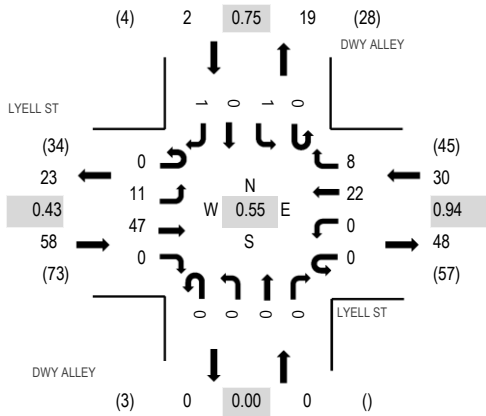 (4) 2 0.75 19 (28)
DWY ALLEY
LYELL ST
1 0 1 0
(34) 0 8 (45)
23 30
11 22
N
0.43 W 0.55 E 0.94
47 0
S
58 48
0 0
(73) (57)
0 0 0 0
LYELL ST
DWY ALLEY
(3) 0 0.00 0 ()